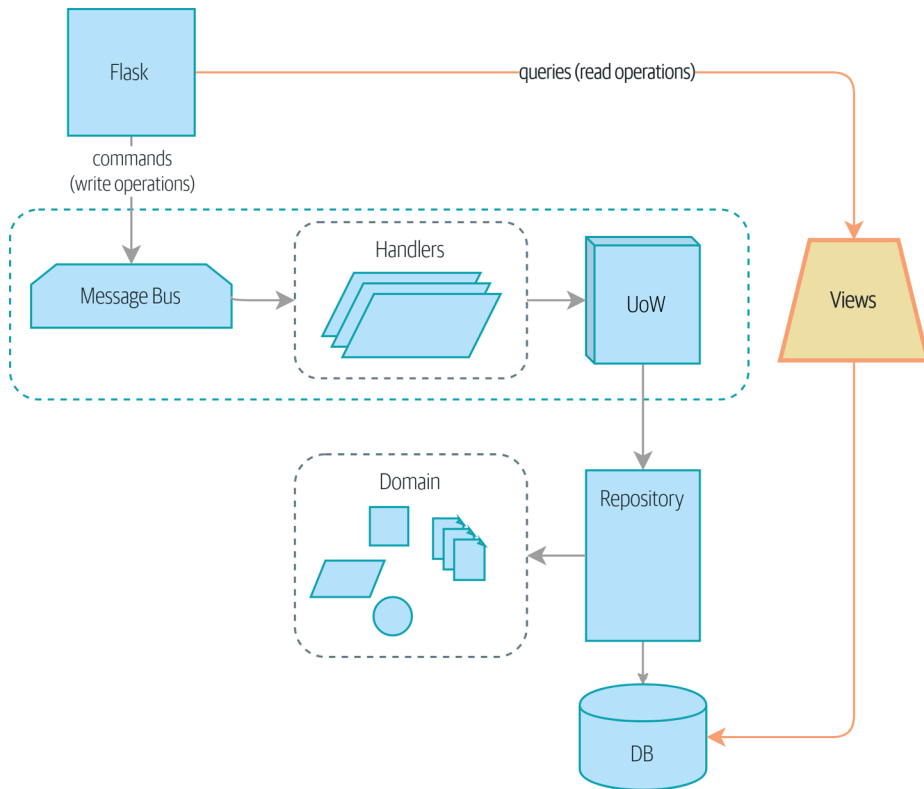 Flask
queries (read operations)
commands
(write operations)
Handlers
Message Bus
UoW
Views
Domain
Repository
DB